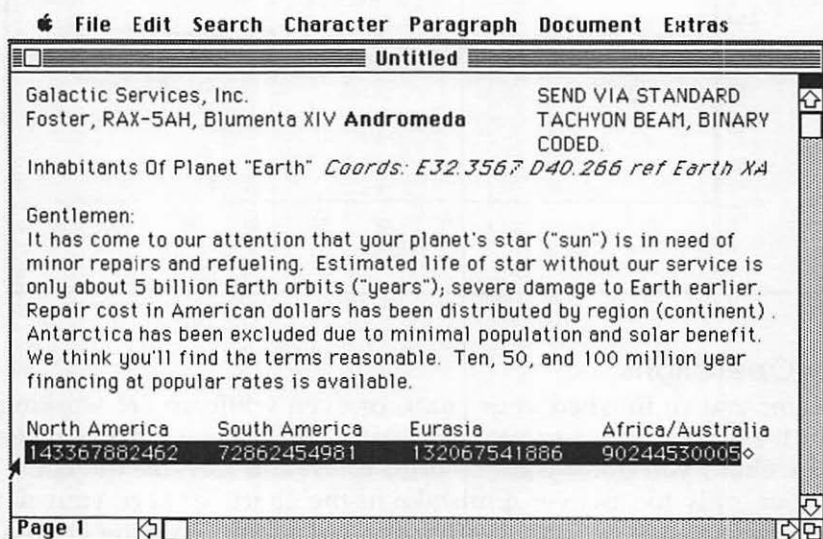 File Edit Search Character Paragraph Document Extras
Untitled
Galactic Services, Inc. SEND VIA STANDARD
Foster, RAX-5AH, Blumenta XIV Andromeda TACHYON BEAM, BINARY
CODED.
Inhabitants Of Planet "Earth" Coords: E32.3567 D40.266 ref Earth XA
Gentlemen:
It has come to our attention that your planet's star ("sun") is in need of
minor repairs and refueling. Estimated life of star without our service is
only about 5 billion Earth orbits ("years"); severe damage to Earth earlier.
Repair cost in American dollars has been distributed by region (continent) .
Antarctica has been excluded due to minimal population and solar benefit.
We think you'll find the terms reasonable. Ten, 50, and 100 million year
financing at popular rates is available.
North America South America Eurasia Africa/Australia
143367882462 72862454981 132067541886 90244530005
Page 1